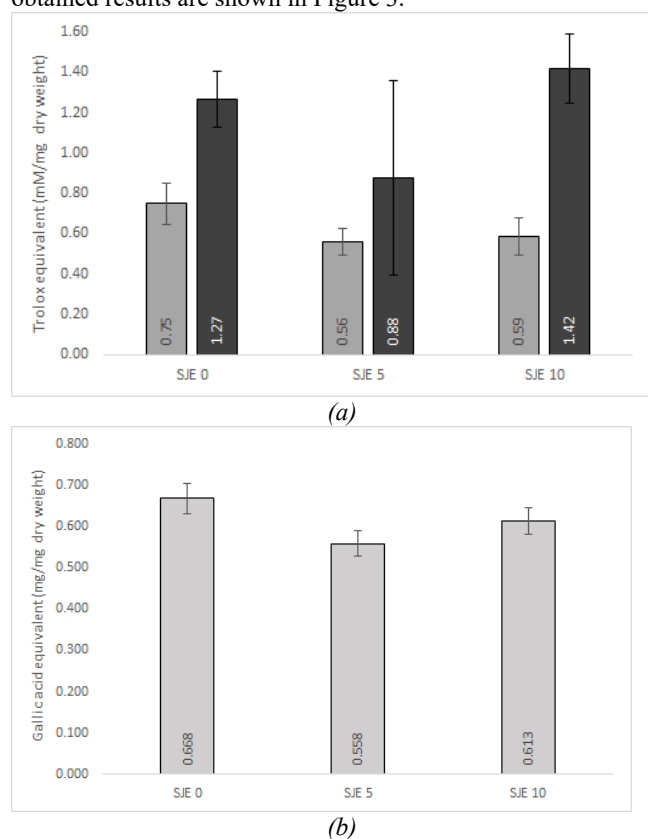 obtained results are shown in Figure 3.
1.60
1.40
1.20
1.00
0.80
0.60
0.40
0.20
0.00
Trolox equivalent (mM/mg dry weight)
0.75
1.27
0.56
0.88
0.59
1.42
SJE 0
SJE 5
SJE 10
(a)
0.800
0.700
0.600
0.500
0.400
0.300
0.200
0.100
0.000
Gallic acid equivalent (mg/mg dry weight)
0.668
0.558
0.613
SJE 0
SJE 5
SJE 10
(b)